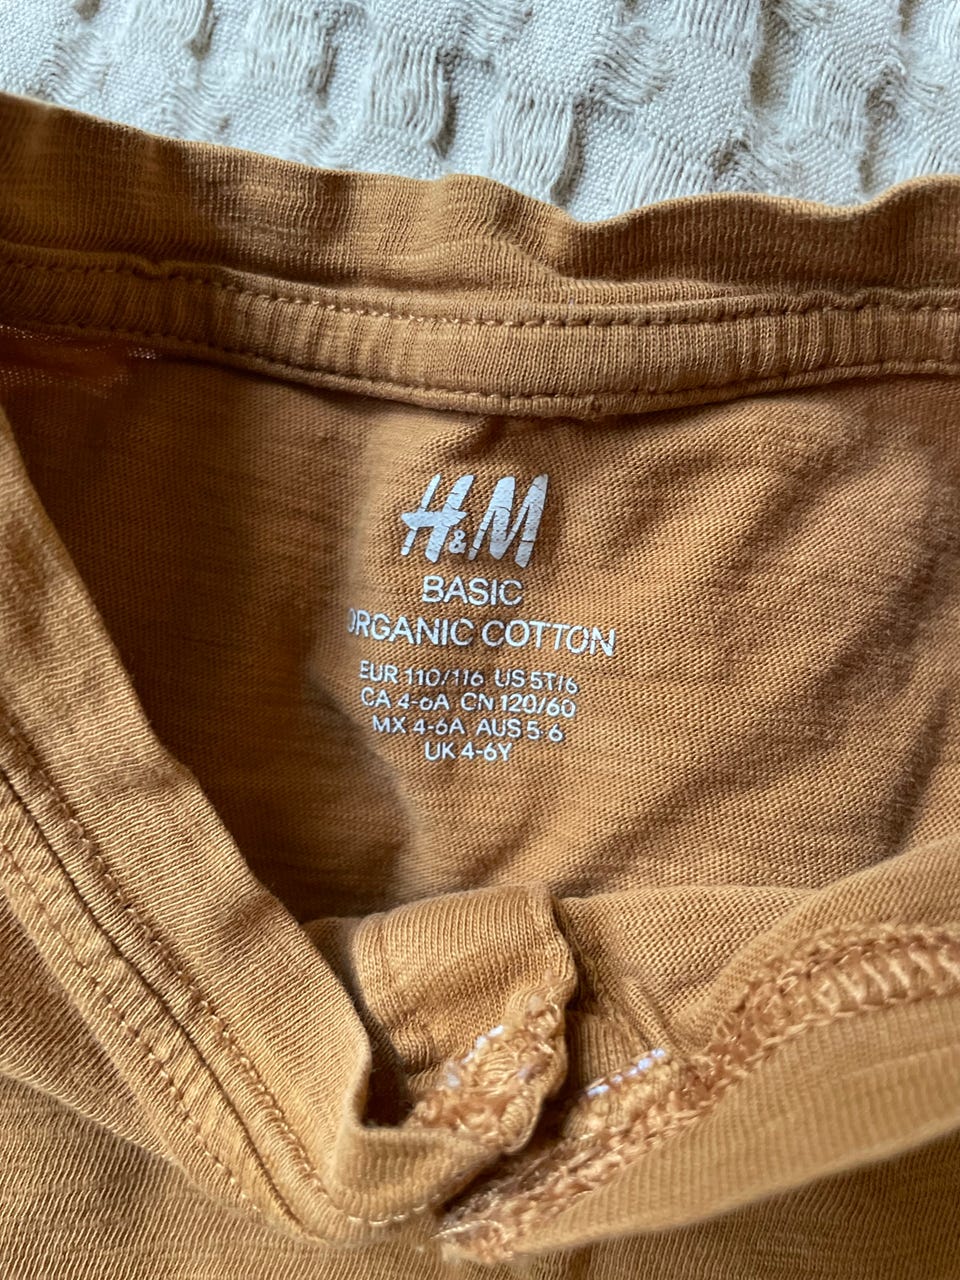 H&M
BASIC
ORGANIC COTTON
EUR 110/116 US 5T/6
CA 4-6A CN 120/60
MX 4-6A AUS 5-6
UK 4-6Y